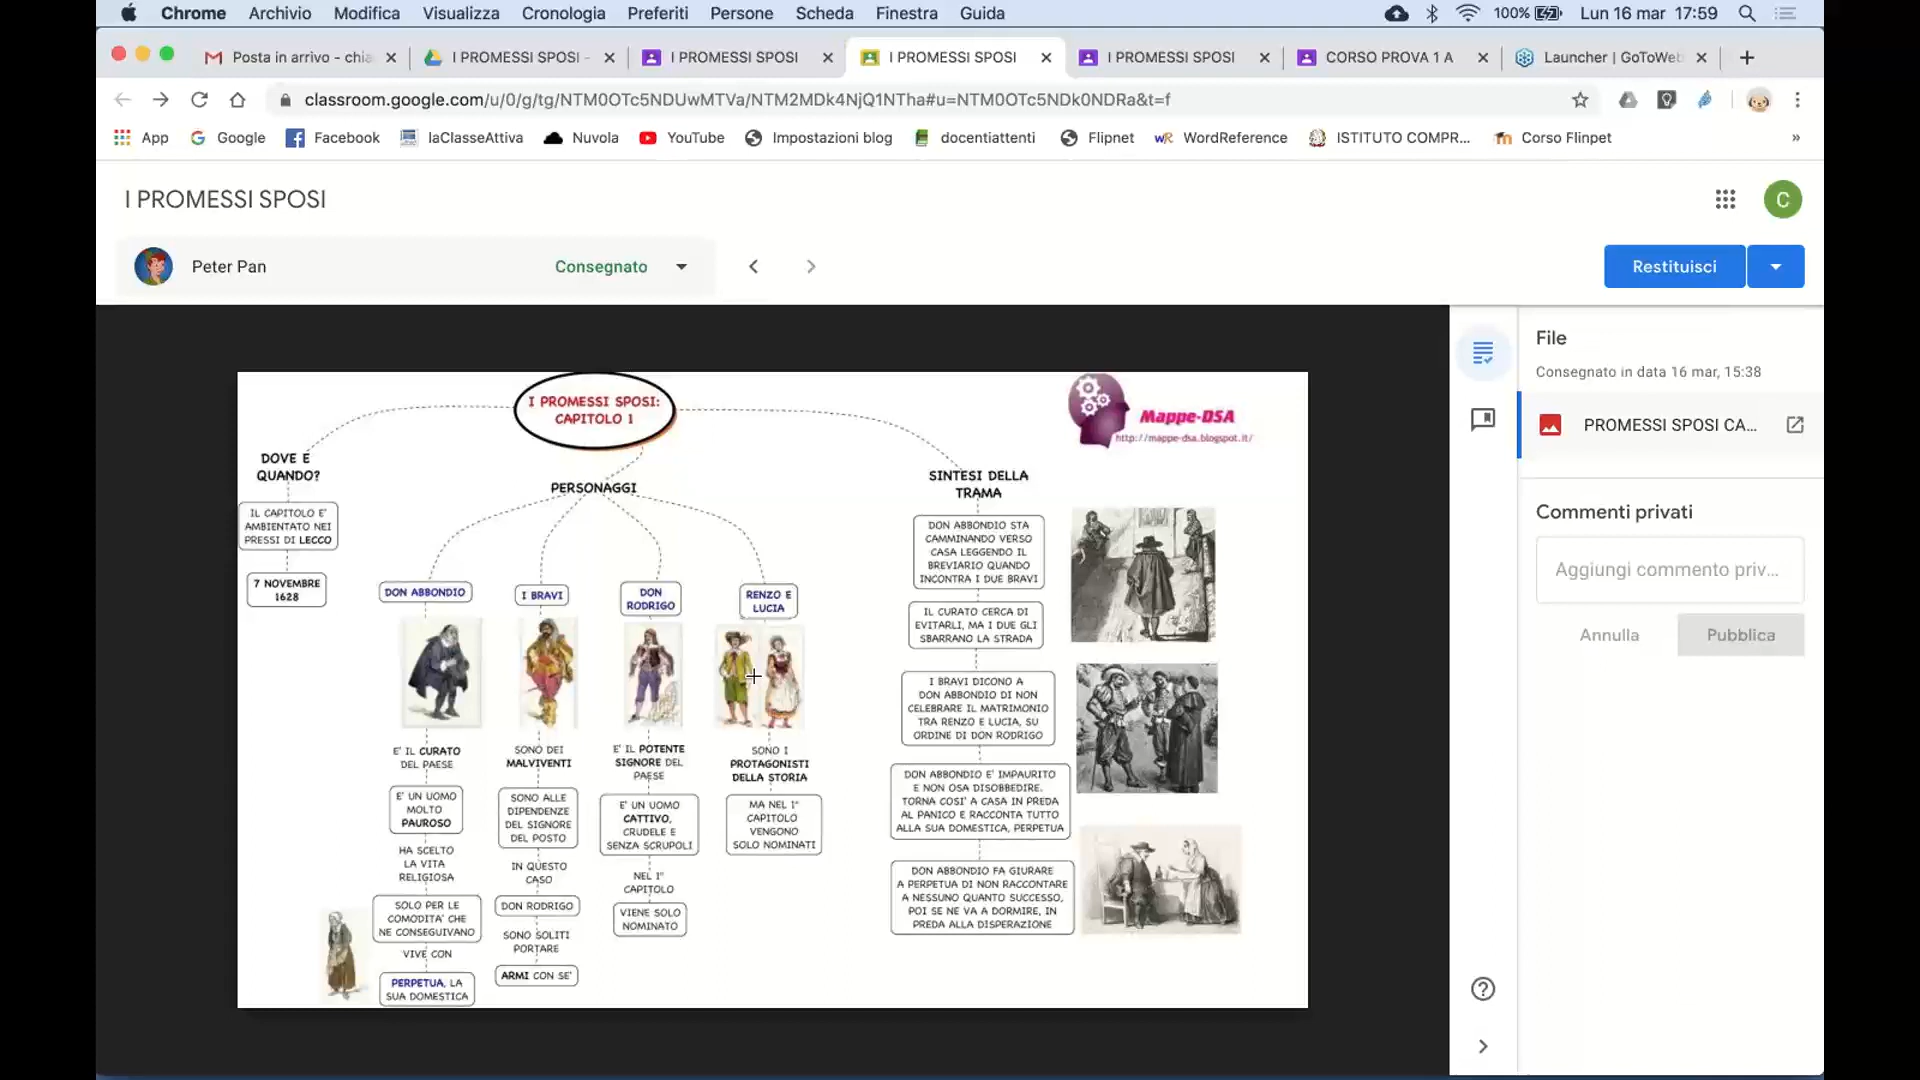 Chrome Archivio Modifica Visualizza Cronologia Preferiti Persone Scheda Finestra Guida 100% Lun 16 mar 17:59
Posta in arrivo - chia I PROMESSI SPOSI - I PROMESSI SPOSI I PROMESSI SPOSI I PROMESSI SPOSI CORSO PROVA 1 A Launcher | GoToWeb
classroom.google.com/u/0/g/tg/NTM0OTc5NDUwMTVa/NTM2MDk4NjQ1NTha#u=NTM0OTc5NDk0NDRa&t=f
App Google Facebook laClasseAttiva Nuvola YouTube Impostazioni blog docentiattenti Flipnet WordReference ISTITUTO COMPR... Corso Flinpet »
I PROMESSI SPOSI
C
Peter Pan Consegnato
Restituisci
I PROMESSI SPOSI:
CAPITOLO 1
Mappe-DSA
http://mappe-dsa.blogspot.it/
DOVE E
QUANDO?
IL CAPITOLO E'
AMBIENTATO NEI
PRESSI DI LECCO
7 NOVEMBRE
1628
PERSONAGGI
DON ABBONDIO
E' IL CURATO
DEL PAESE
E' UN UOMO
MOLTO
PAUROSO
HA SCELTO
LA VITA
RELIGIOSA
SOLO PER LE
COMODITA' CHE
NE CONSEGUIVANO
VIVE CON
PERPETUA, LA
SUA DOMESTICA
I BRAVI
SONO DEI
MALVIVENTI
SONO ALLE
DIPENDENZE
DEL SIGNORE
DEL POSTO
IN QUESTO
CASO
DON RODRIGO
SONO SOLITI
PORTARE
ARMI CON SE'
DON
RODRIGO
E' IL POTENTE
SIGNORE DEL
PAESE
E' UN UOMO
CATTIVO,
CRUDELE E
SENZA SCRUPOLI
NEL 1°
CAPITOLO
VIENE SOLO
NOMINATO
RENZO E
LUCIA
SONO I
PROTAGONISTI
DELLA STORIA
MA NEL 1°
CAPITOLO
VENGONO
SOLO NOMINATI
SINTESI DELLA
TRAMA
DON ABBONDIO STA
CAMMINANDO VERSO
CASA LEGGENDO IL
BREVIARIO QUANDO
INCONTRA I DUE BRAVI
IL CURATO CERCA DI
EVITARLI, MA I DUE GLI
SBARRANO LA STRADA
I BRAVI DICONO A
DON ABBONDIO DI NON
CELEBRARE IL MATRIMONIO
TRA RENZO E LUCIA, SU
ORDINE DI DON RODRIGO
DON ABBONDIO E' IMPAURITO
E NON OSA DISOBBEDIRE.
TORNA COSI' A CASA IN PREDA
AL PANICO E RACCONTA TUTTO
ALLA SUA DOMESTICA, PERPETUA
DON ABBONDIO FA GIURARE
A PERPETUA DI NON RACCONTARE
A NESSUNO QUANTO SUCCESSO,
POI SE NE VA A DORMIRE, IN
PREDA ALLA DISPERAZIONE
File
Consegnato in data 16 mar, 15:38
PROMESSI SPOSI CA...
Commenti privati
Aggiungi commento priv...
Annulla Pubblica